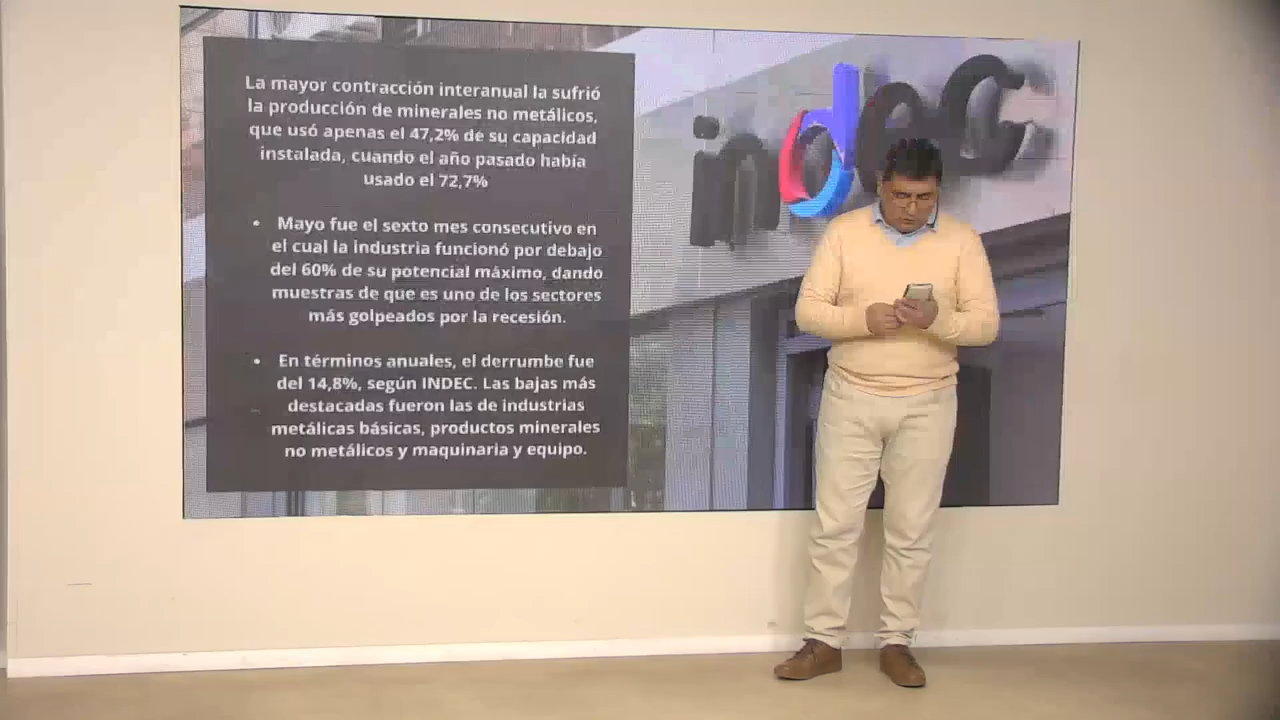 La mayor contracción interanual la sufrió
la producción de minerales no metálicos,
que usó apenas el 47,2% de su capacidad
instalada, cuando el año pasado había
usado el 72,7%
• Mayo fue el sexto mes consecutivo en
el cual la industria funcionó por debajo
del 60% de su potencial máximo, dando
muestras de que es uno de los sectores
más golpeados por la recesión.
• En términos anuales, el derrumbe fue
del 14,8%, según INDEC. Las bajas más
destacadas fueron las de industrias
metálicas básicas, productos minerales
no metálicos y maquinaria y equipo.
indec